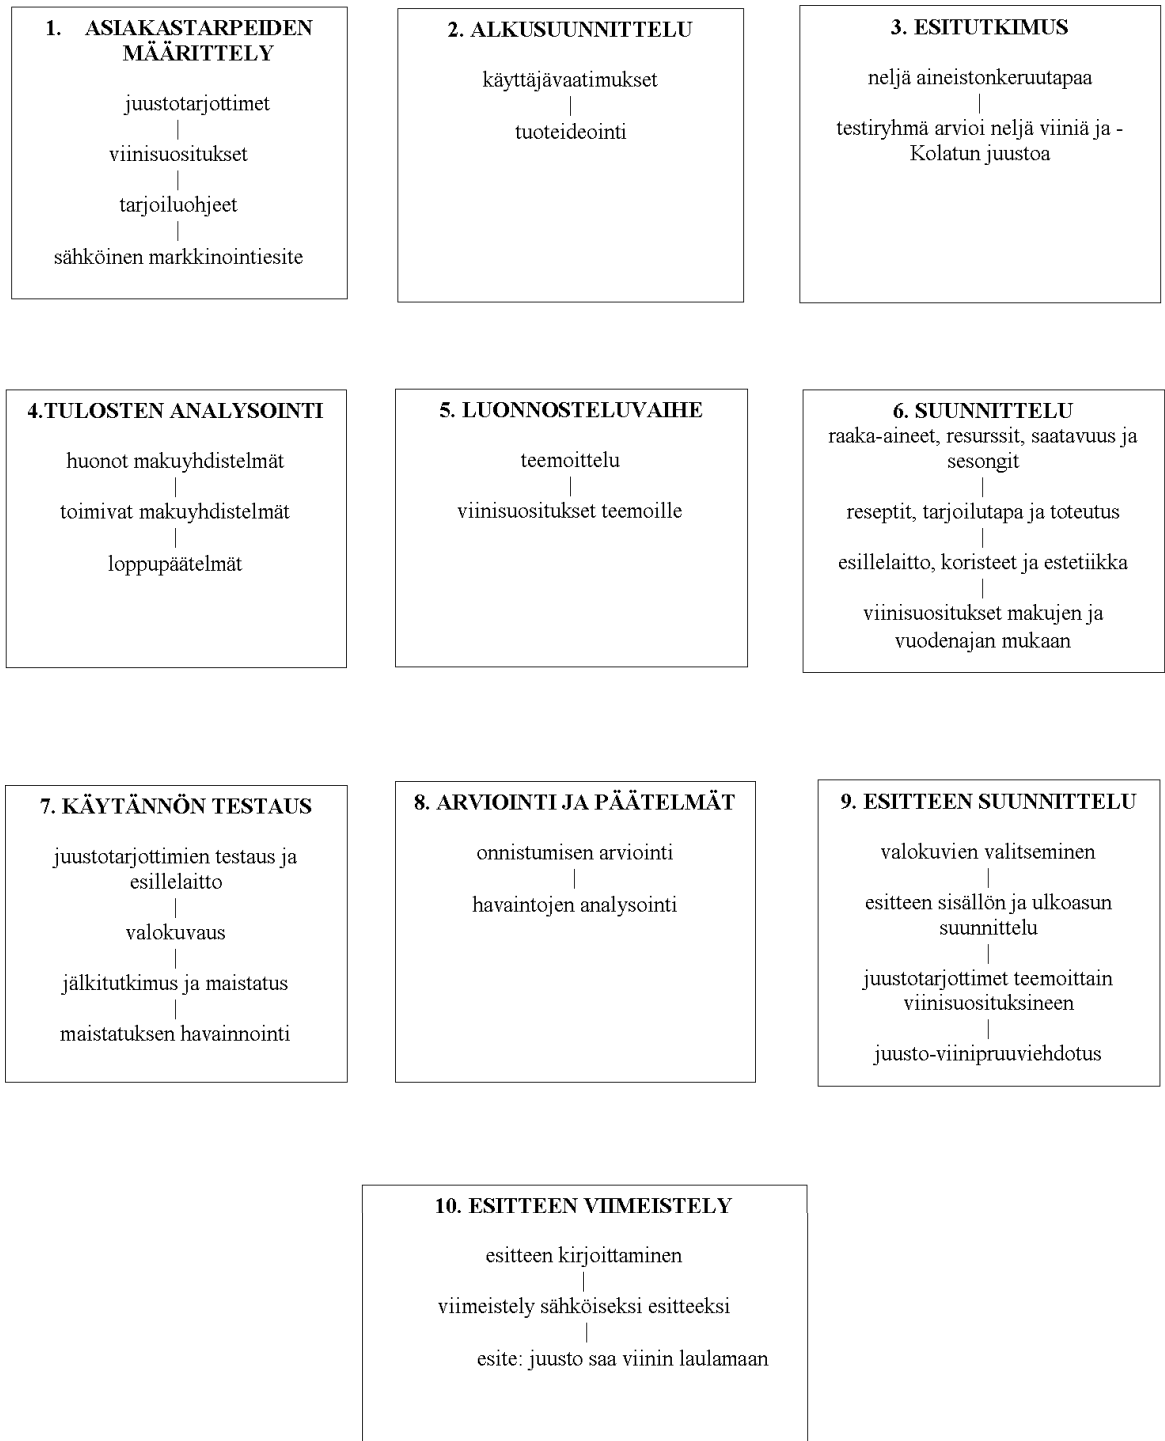 1. ASIAKASTARPEIDEN
MÄÄRITTELY
juustotarjottimet
|
viinisuositukset
|
tarjoiluohjeet
|
sähköinen markkinointiesite
2. ALKUSUUNNITTELU
käyttäjävaatimukset
|
tuoteideointi
3. ESITUTKIMUS
neljä aineistonkeruutapaa
|
testiryhmä arvioi neljä viiniä ja -
Kolatun juustoa
4.TULOSTEN ANALYSOINTI
huonot makuyhdistelmät
|
toimivat makuyhdistelmät
|
loppupäätelmät
5. LUONNOSTELUVAIHE
teemoittelu
|
viinisuositukset teemoille
6. SUUNNITTELU
raaka-aineet, resurssit, saatavuus ja
sesongit
|
reseptit, tarjoilutapa ja toteutus
|
esillelaitto, koristeet ja estetiikka
|
viinisuositukset makujen ja
vuodenajan mukaan
7. KÄYTÄNNÖN TESTAUS
juustotarjottimien testaus ja
esillelaitto
|
valokuvaus
|
jälkitutkimus ja maistatus
|
maistatuksen havainnointi
8. ARVIOINTI JA PÄÄTELMÄT
onnistumisen arviointi
|
havaintojen analysointi
9. ESITTEEN SUUNNITTELU
valokuvien valitseminen
|
esitteen sisällön ja ulkoasun
suunnittelu
|
juustotarjottimet teemoittain
viinisuosituksineen
|
juusto-viinipruuviehdotus
10. ESITTEEN VIIMEISTELY
esitteen kirjoittaminen
|
viimeistely sähköiseksi esitteeksi
|
esite: juusto saa viinin laulamaan